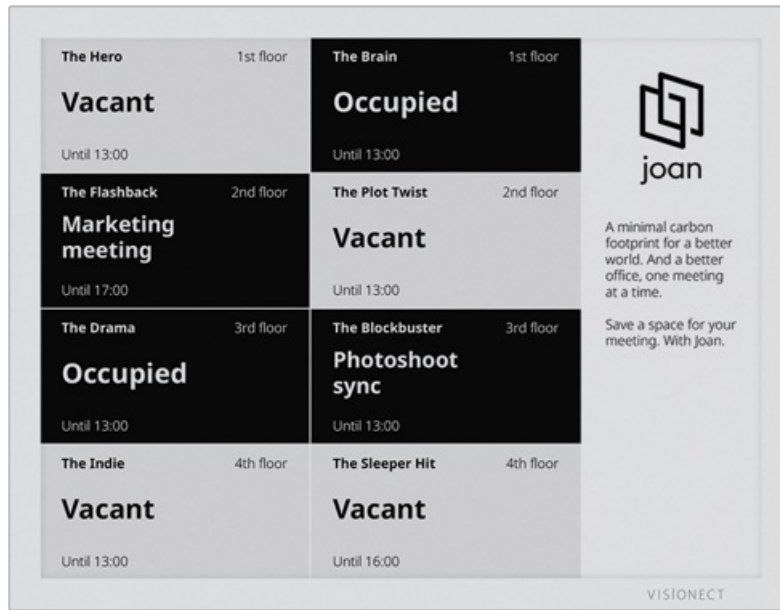 The Hero 1st floor
Vacant
Until 13:00
The Brain 1st floor
Occupied
Until 13:00
The Flashback 2nd floor
Marketing
meeting
Until 17:00
The Plot Twist 2nd floor
Vacant
Until 13:00
The Drama 3rd floor
Occupied
Until 13:00
The Blockbuster 3rd floor
Photoshoot
sync
Until 13:00
The Indie 4th floor
Vacant
Until 13:00
The Sleeper Hit 4th floor
Vacant
Until 16:00
joan
A minimal carbon
footprint for a better
world. And a better
office, one meeting
at a time.
Save a space for your
meeting. With Joan.
VISIONECT